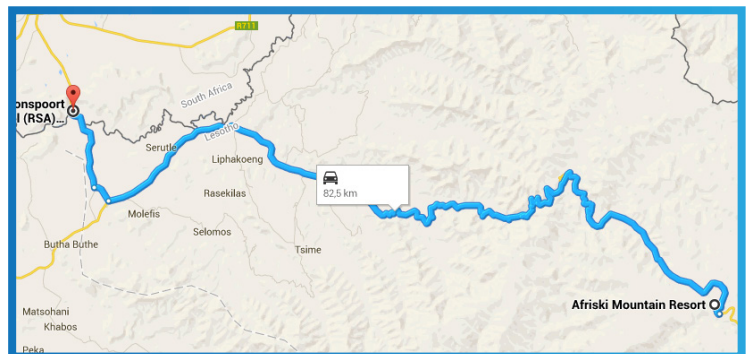 R711
onspoort
l (RSA)...
South Africa
Lesotho
Serutle
Liphakoeng
82,5 km
Rasekilas
Molefis
Selomos
Butha Buthe
Tsime
Afriski Mountain Resort
Matsohani
Khabos
Peka